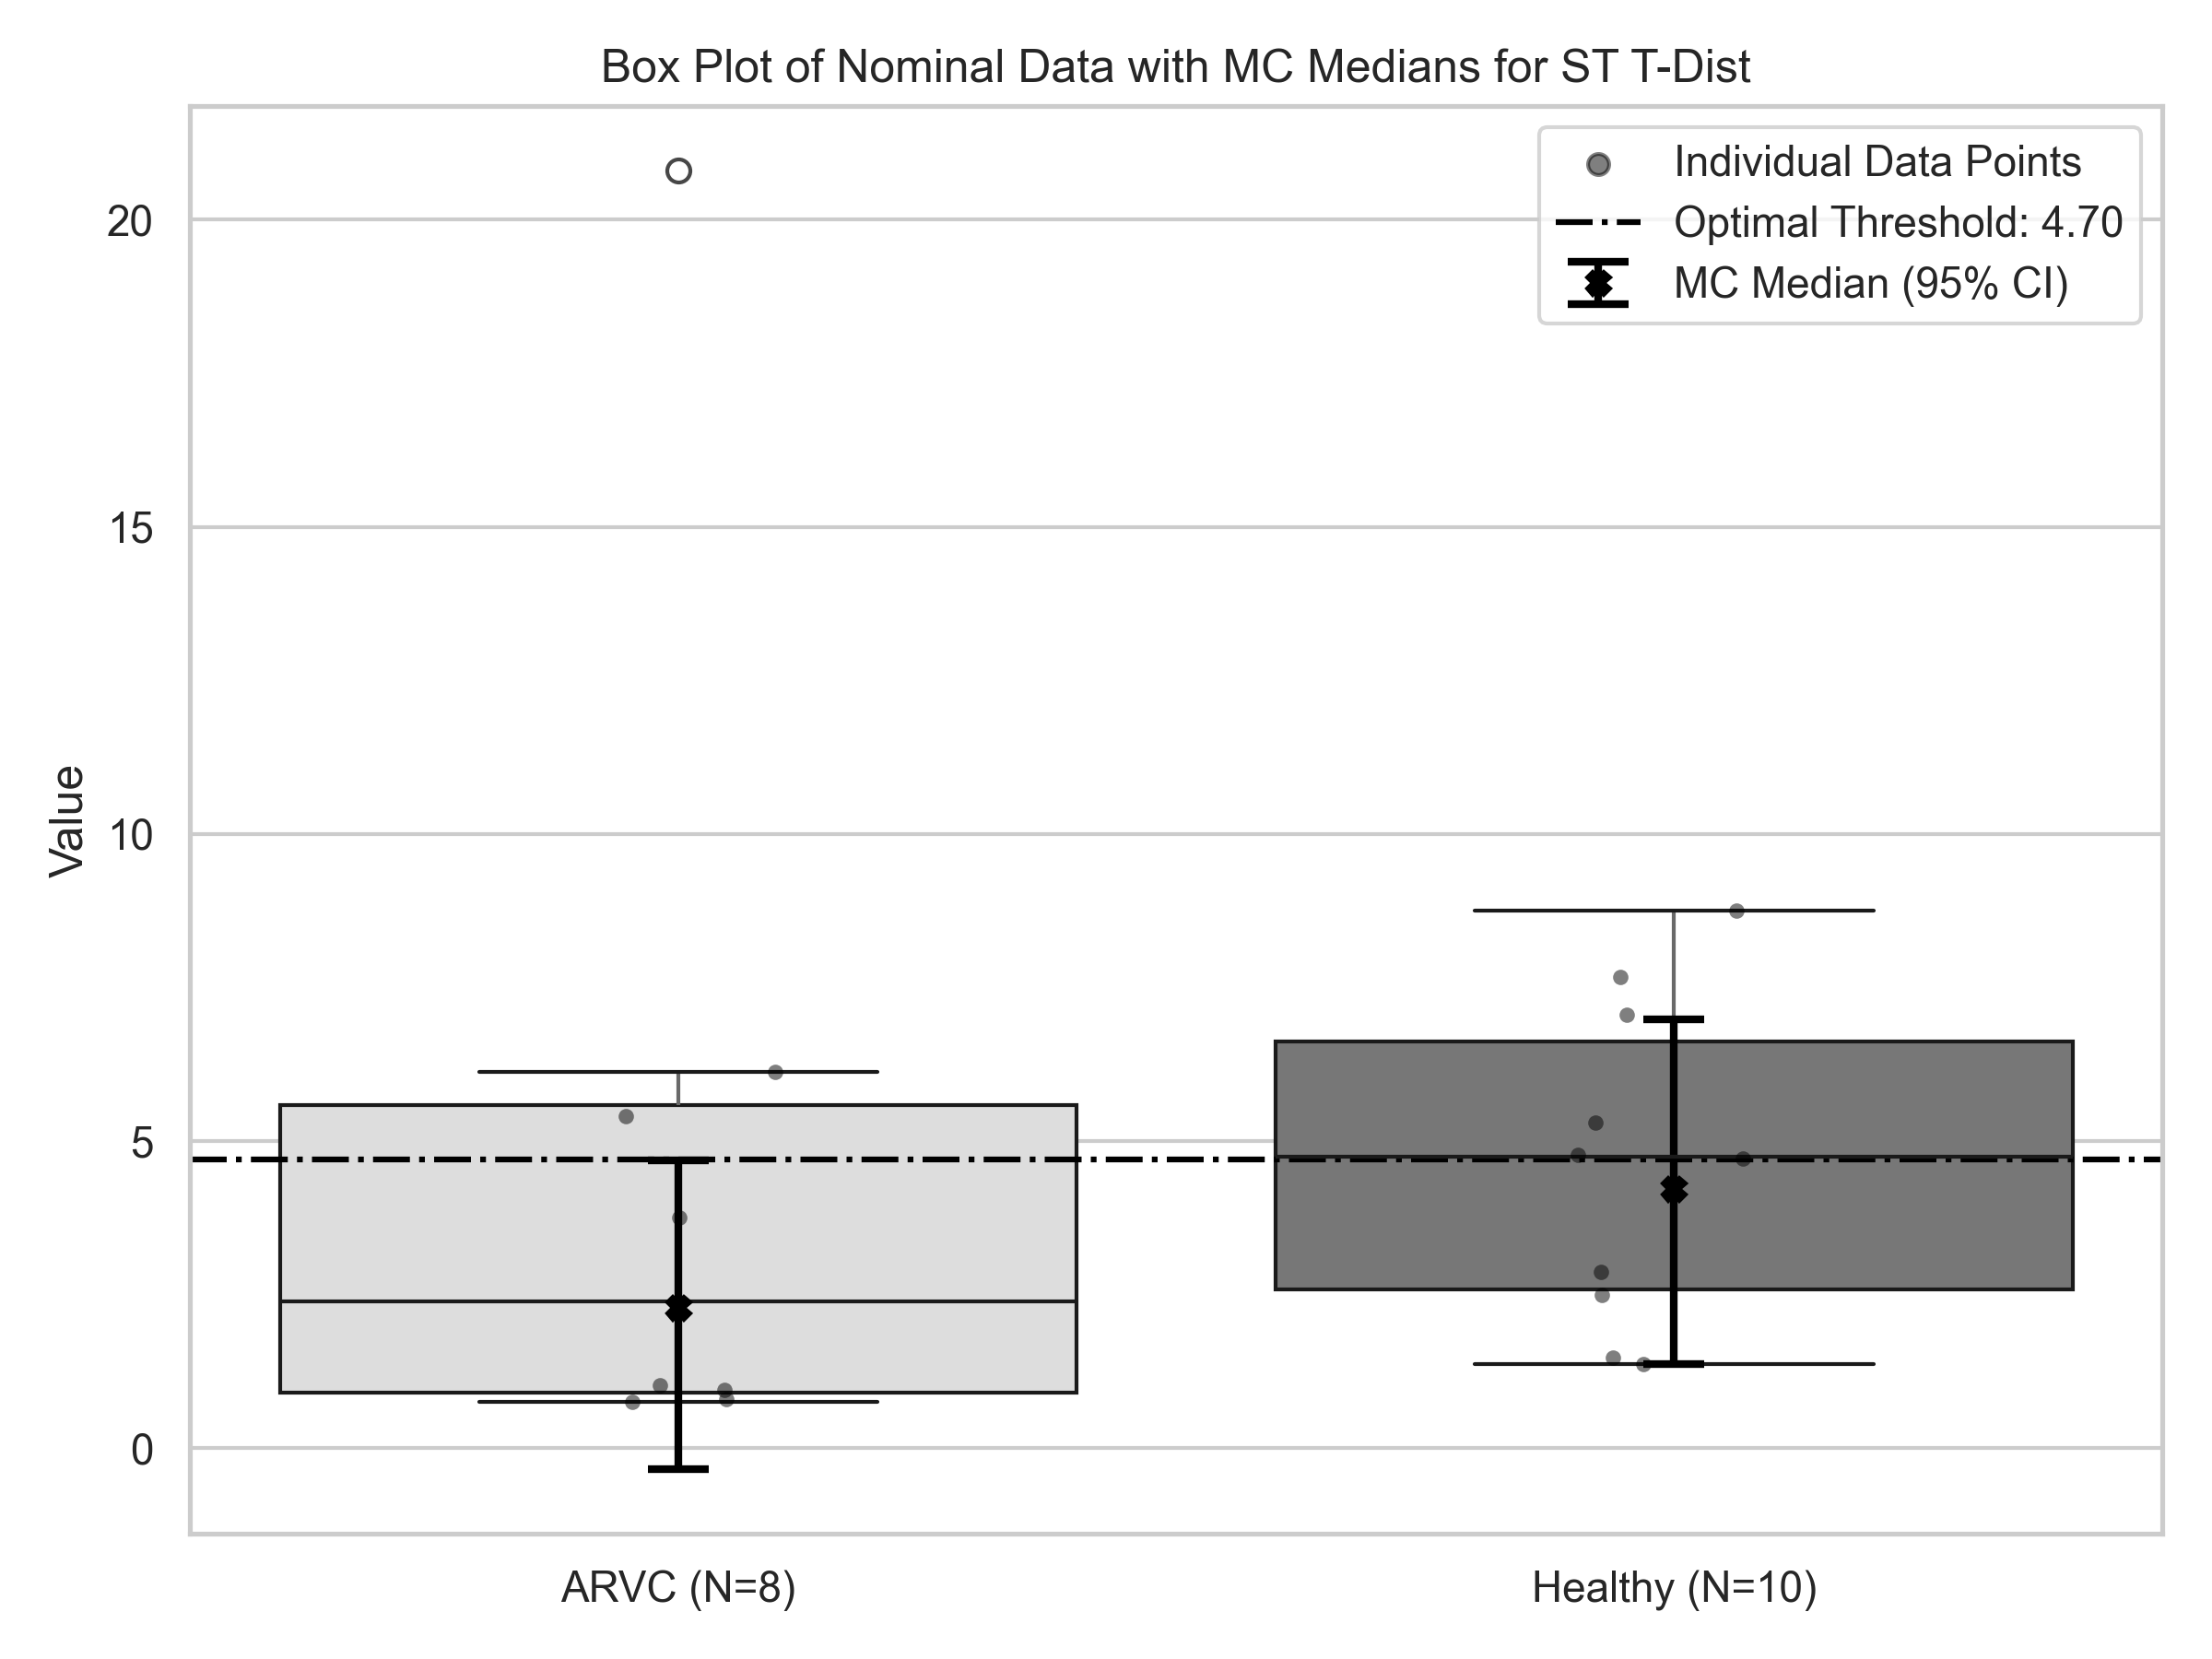 Box Plot of Nominal Data with MC Medians for ST T-Dist
Individual Data Points
Optimal Threshold: 4.70
MC Median (95% CI)
Value
20
15
10
5
0
ARVC (N=8)
Healthy (N=10)